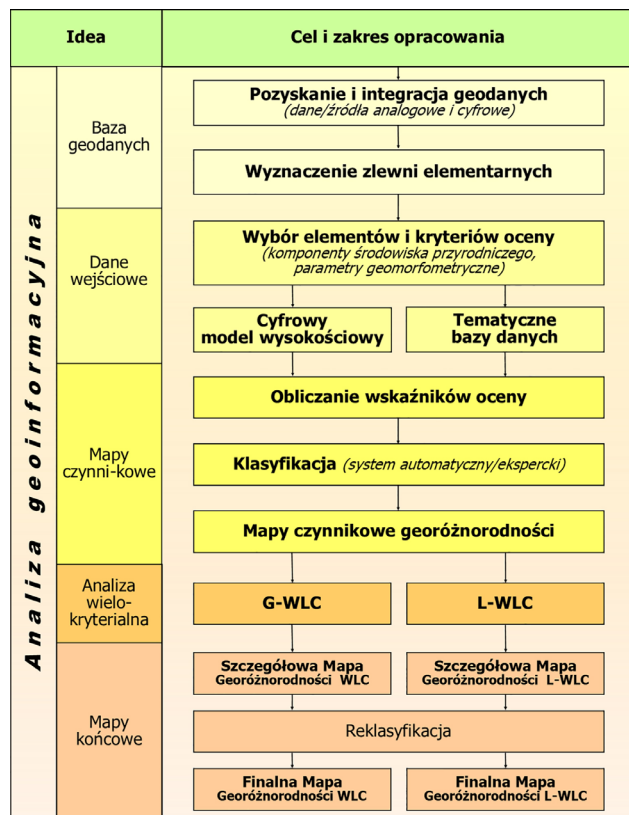 Idea
Cel i zakres opracowania
Analiza geoinformacyjna
Baza
geodanych
Pozyskanie i integracja geodanych
(dane/źródła analogowe i cyfrowe)
Wyznaczenie zlewni elementarnych
Dane
wejściowe
Wybór elementów i kryteriów oceny
(komponenty środowiska przyrodniczego,
parametry geomorfometryczne)
Cyfrowy
model wysokościowy
Tematyczne
bazy danych
Mapy
czynni-kowe
Obliczanie wskaźników oceny
Klasyfikacja (system automatyczny/ekspercki)
Mapy czynnikowe georóżnorodności
Analiza
wielo-
kryterialna
G-WLC
L-WLC
Mapy
końcowe
Szczegółowa Mapa
Georóżnorodności WLC
Szczegółowa Mapa
Georóżnorodności L-WLC
Reklasyfikacja
Finalna Mapa
Georóżnorodności WLC
Finalna Mapa
Georóżnorodności L-WLC